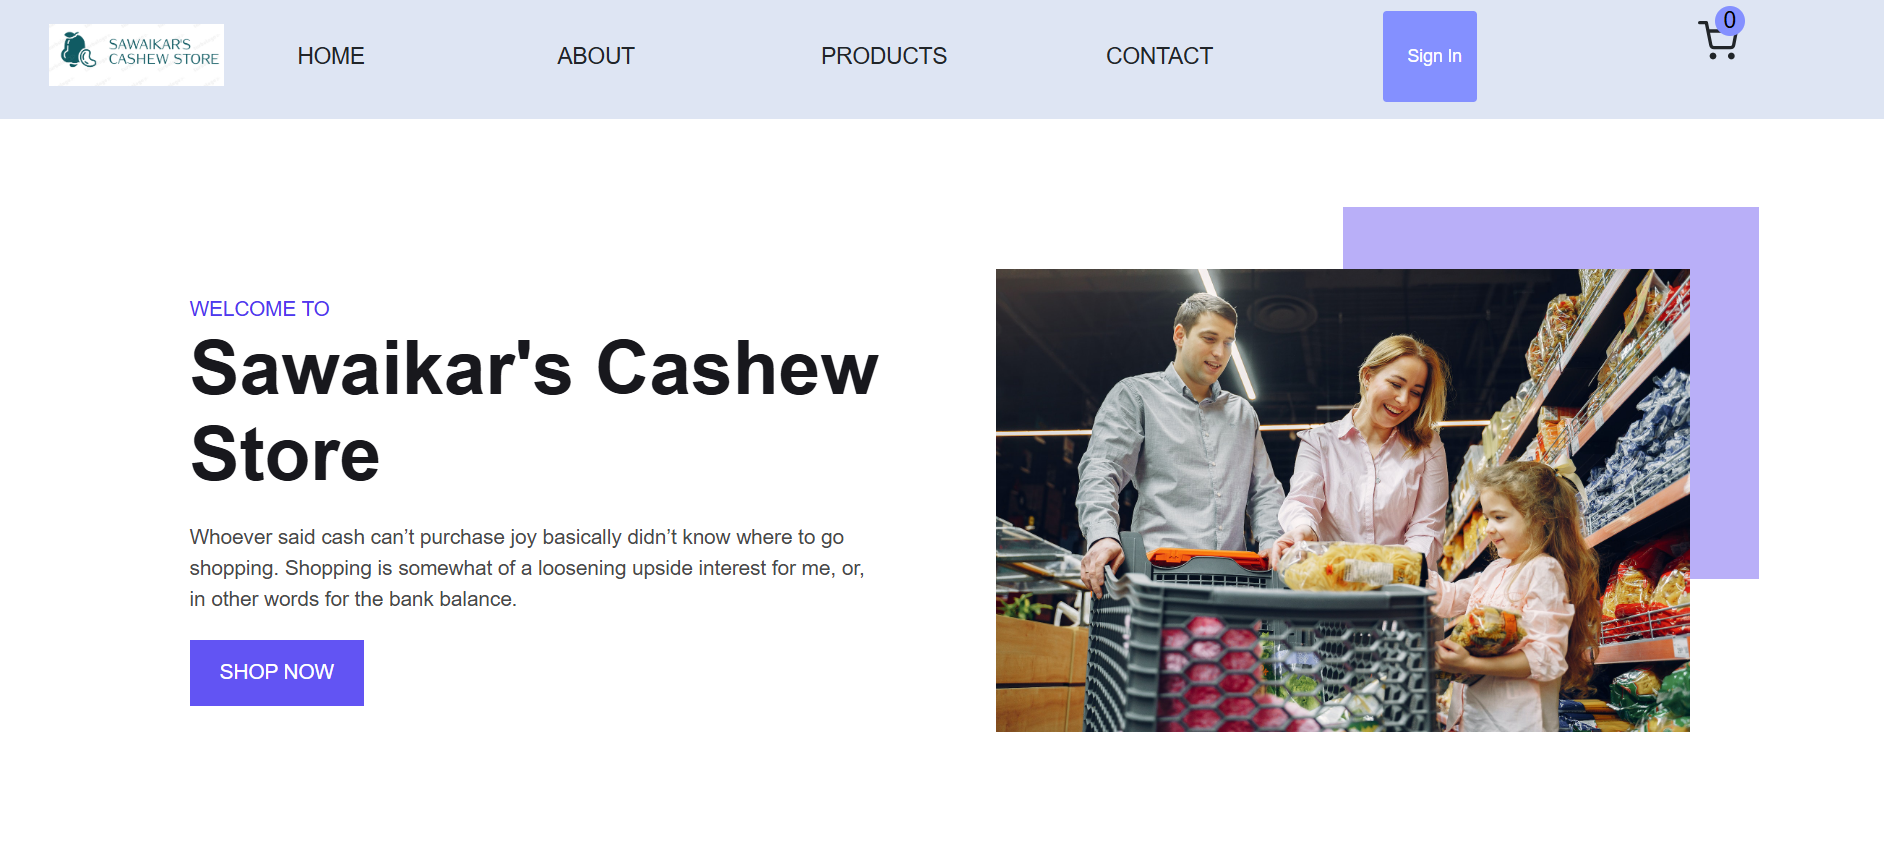 SAWAIKAR'S
CASHEW STORE
HOME
ABOUT
PRODUCTS
CONTACT
Sign In
0
WELCOME TO
Sawaikar's Cashew
Store
Whoever said cash can’t purchase joy basically didn’t know where to go
shopping. Shopping is somewhat of a loosening upside interest for me, or,
in other words for the bank balance.
SHOP NOW